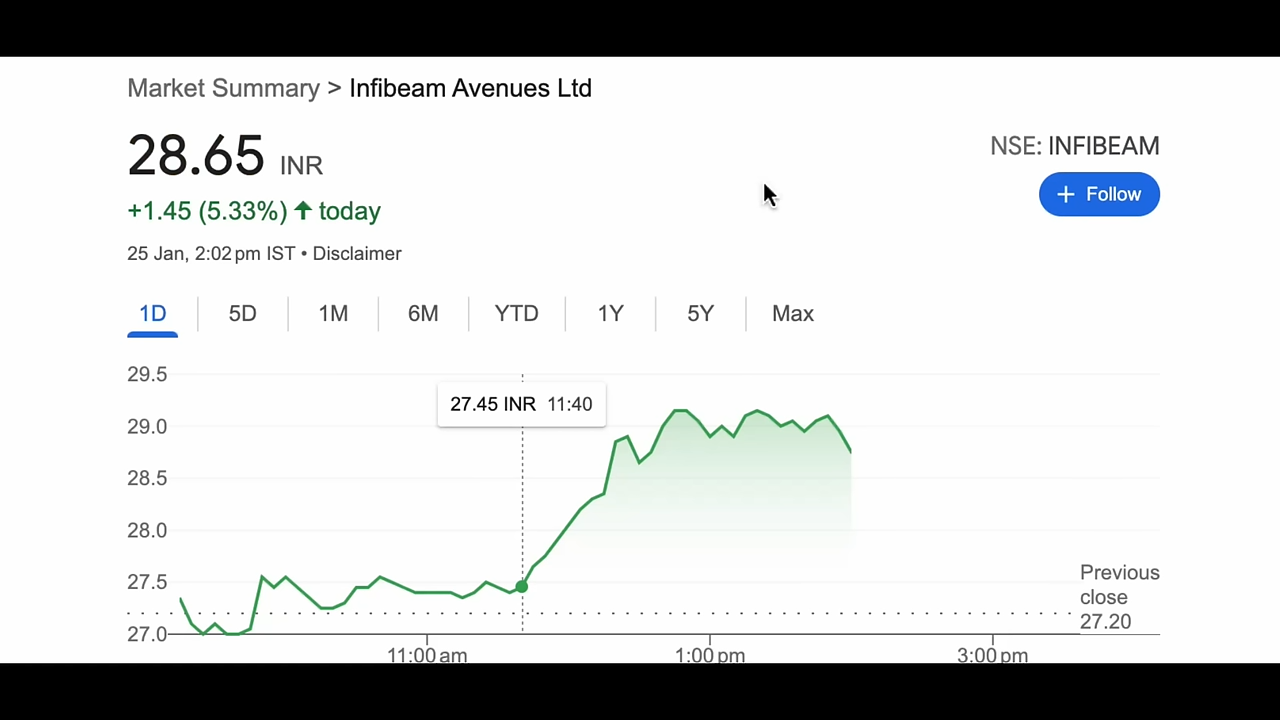 Market Summary > Infibeam Avenues Ltd
28.65 INR
NSE: INFIBEAM
+ Follow
+1.45 (5.33%) ↑ today
25 Jan, 2:02 pm IST • Disclaimer
1D 5D 1M 6M YTD 1Y 5Y Max
29.5
27.45 INR 11:40
29.0
28.5
28.0
27.5
Previous
close
27.20
27.0
11:00 am 1:00 pm 3:00 pm